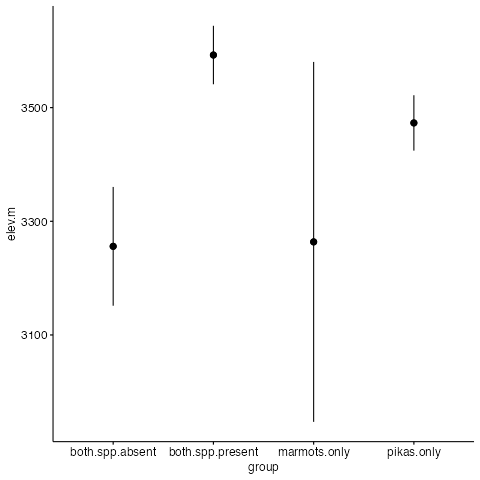 3500
3300
3100
elev.m
both.spp.absent both.spp.present marmots.only pikas.only
group